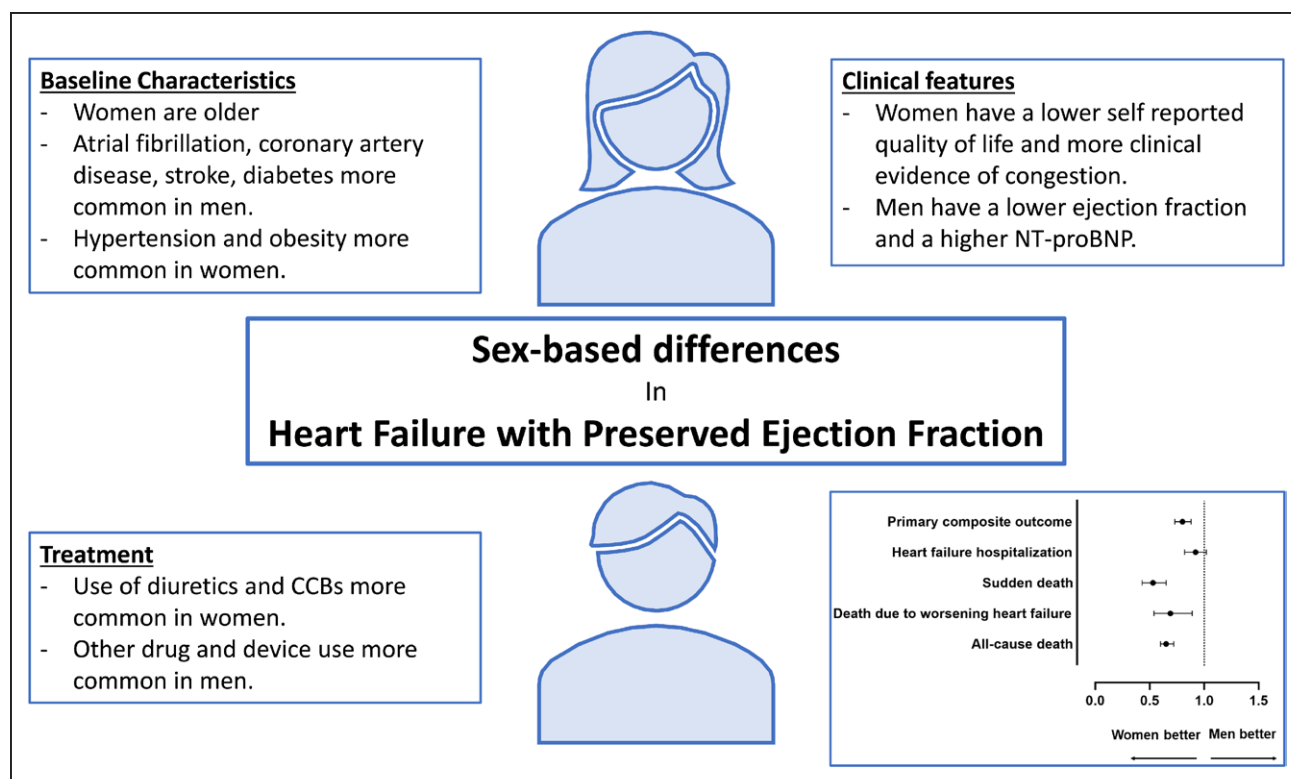 Baseline Characteristics
- Women are older
- Atrial fibrillation, coronary artery
disease, stroke, diabetes more
common in men.
- Hypertension and obesity more
common in women.
Clinical features
- Women have a lower self reported
quality of life and more clinical
evidence of congestion.
- Men have a lower ejection fraction
and a higher NT-proBNP.
Sex-based differences
In
Heart Failure with Preserved Ejection Fraction
Treatment
- Use of diuretics and CCBs more
common in women.
- Other drug and device use more
common in men.
Primary composite outcome
Heart failure hospitalization
Sudden death
Death due to worsening heart failure
All-cause death
0.0 0.5 1.0 1.5
Women better Men better